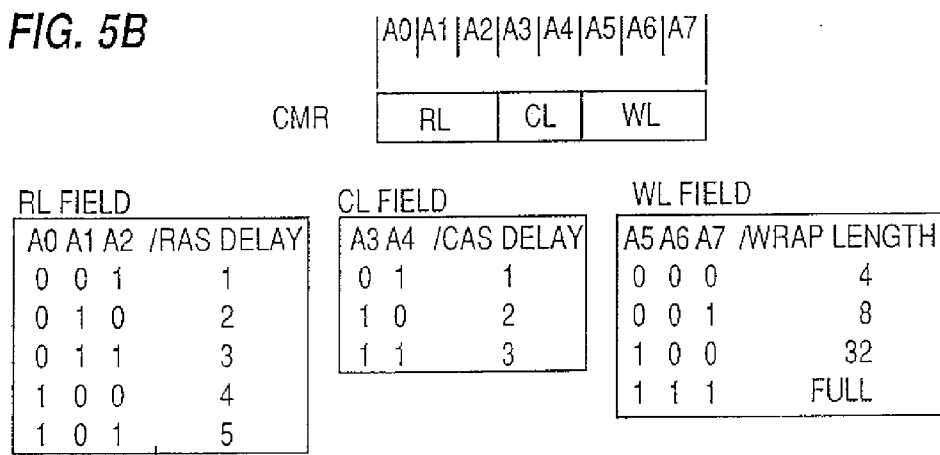 FIG. 5B
A0 A1 A2 A3 A4 A5 A6 A7
CMR RL CL WL
RL FIELD
A0 A1 A2 /RAS DELAY
0 0 1 1
0 1 0 2
0 1 1 3
1 0 0 4
1 0 1 5
CL FIELD
A3 A4 /CAS DELAY
0 1 1
1 0 2
1 1 3
WL FIELD
A5 A6 A7 /WRAP LENGTH
0 0 0 4
0 0 1 8
1 0 0 32
1 1 1 FULL